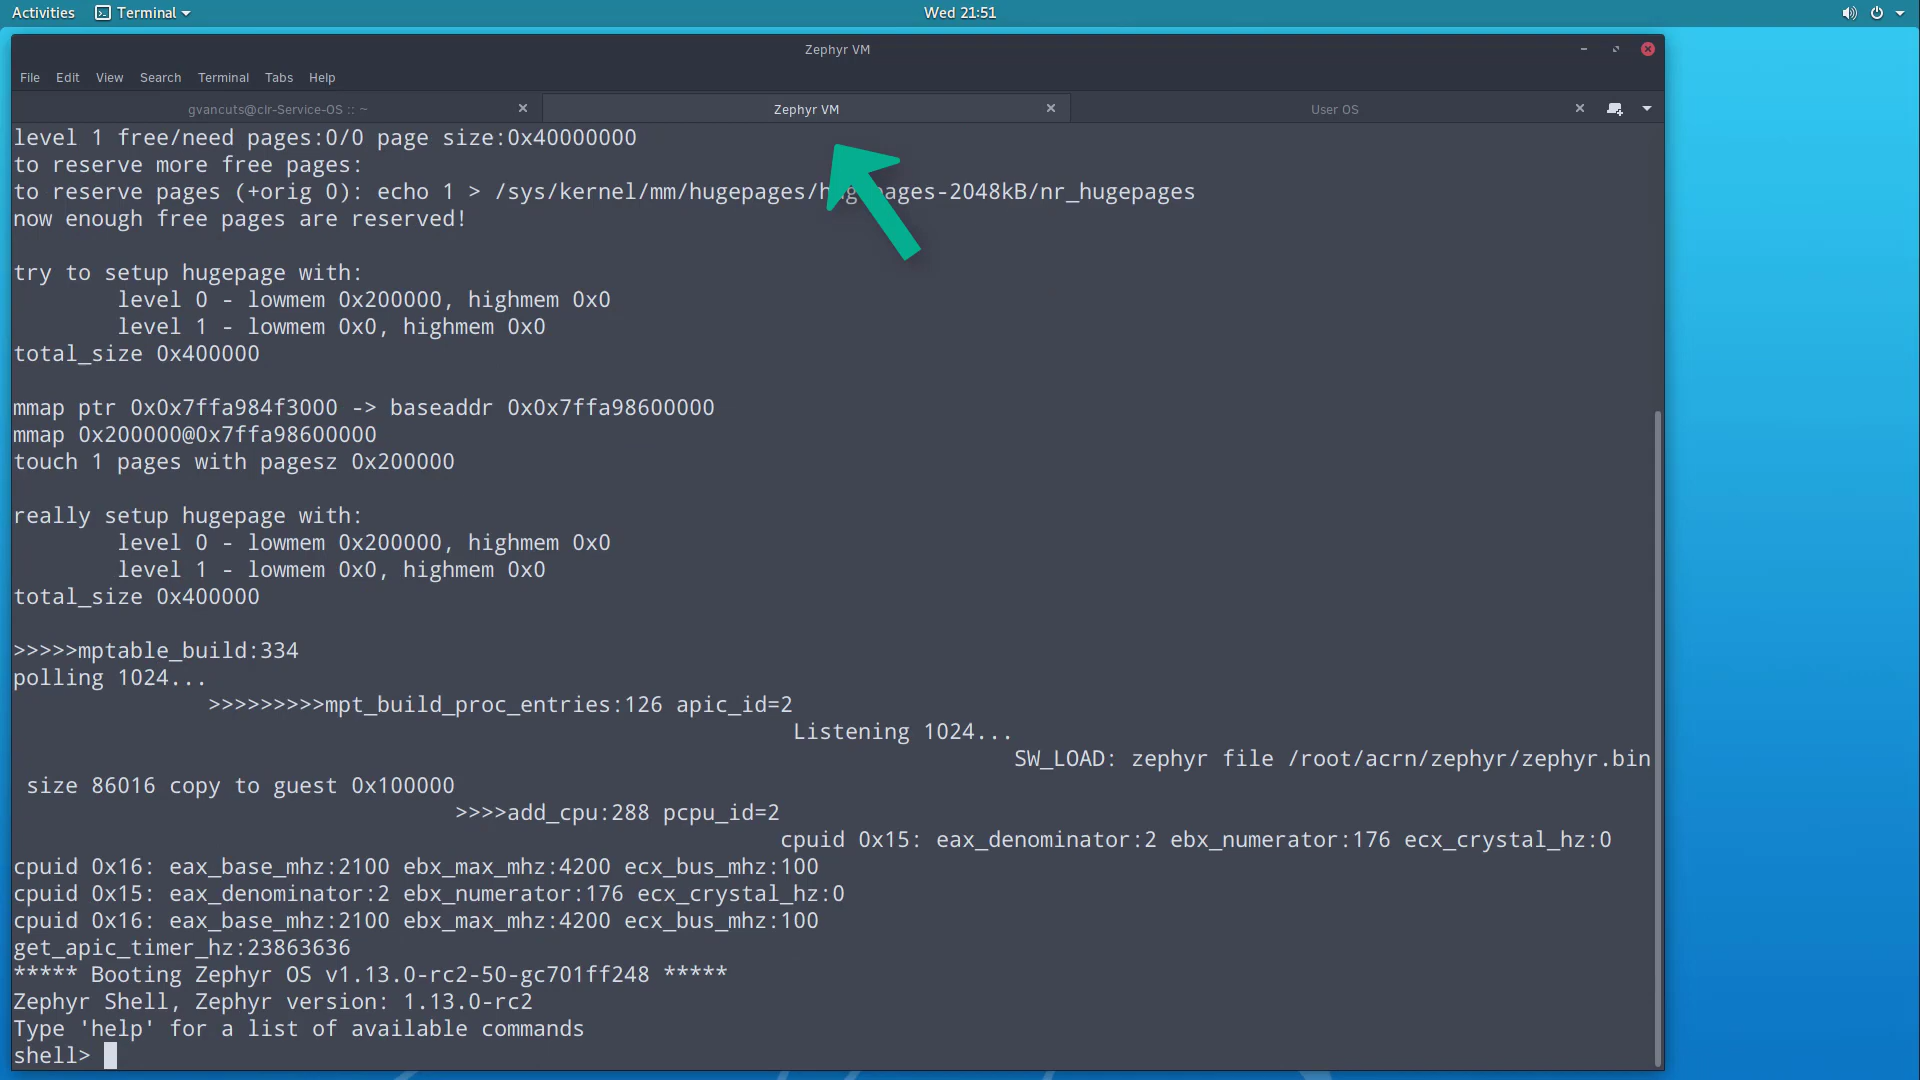 Activities Terminal Wed 21:51
Zephyr VM
File Edit View Search Terminal Tabs Help
gvancuts@clr-Service-OS :: ~ Zephyr VM User OS
level 1 free/need pages:0/0 page size:0x40000000
to reserve more free pages:
to reserve pages (+orig 0): echo 1 > /sys/kernel/mm/hugepages/hugepages-2048kB/nr_hugepages
now enough free pages are reserved!
try to setup hugepage with:
level 0 - lowmem 0x200000, highmem 0x0
level 1 - lowmem 0x0, highmem 0x0
total_size 0x400000
mmap ptr 0x0x7ffa984f3000 -> baseaddr 0x0x7ffa98600000
mmap 0x200000@0x7ffa98600000
touch 1 pages with pagesz 0x200000
really setup hugepage with:
level 0 - lowmem 0x200000, highmem 0x0
level 1 - lowmem 0x0, highmem 0x0
total_size 0x400000
>>>>>mptable_build:334
polling 1024...
>>>>>>>>>mpt_build_proc_entries:126 apic_id=2
Listening 1024...
SW_LOAD: zephyr file /root/acrn/zephyr/zephyr.bin
size 86016 copy to guest 0x100000
>>>>add_cpu:288 pcpu_id=2
cpuid 0x15: eax_denominator:2 ebx_numerator:176 ecx_crystal_hz:0
cpuid 0x16: eax_base_mhz:2100 ebx_max_mhz:4200 ecx_bus_mhz:100
cpuid 0x15: eax_denominator:2 ebx_numerator:176 ecx_crystal_hz:0
cpuid 0x16: eax_base_mhz:2100 ebx_max_mhz:4200 ecx_bus_mhz:100
get_apic_timer_hz:23863636
***** Booting Zephyr OS v1.13.0-rc2-50-gc701ff248 *****
Zephyr Shell, Zephyr version: 1.13.0-rc2
Type 'help' for a list of available commands
shell>